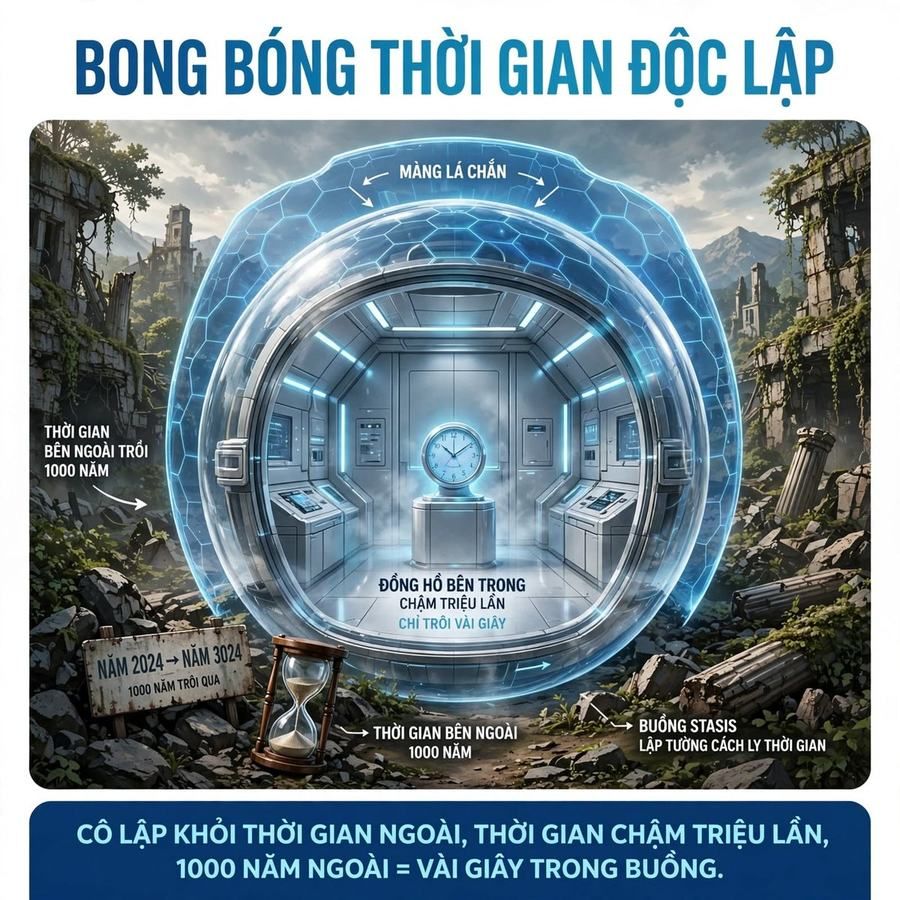 BONG BÓNG THỜI GIAN ĐỘC LẬP
MÀNG LÁ CHẮN
THỜI GIAN
BÊN NGOÀI TRỒI
1000 NĂM
ĐỒNG HỒ BÊN TRONG
CHẬM TRIỆU LẦN
CHỈ TRÔI VÀI GIÂY
NĂM 2024 → NĂM 3024
1000 NĂM TRÔI QUA
THỜI GIAN BÊN NGOÀI
1000 NĂM
BUỒNG STASIS
LẬP TƯỜNG CÁCH LY THỜI GIAN
CÔ LẬP KHỎI THỜI GIAN NGOÀI, THỜI GIAN CHẬM TRIỆU LẦN,
1000 NĂM NGOÀI = VÀI GIÂY TRONG BUỒNG.